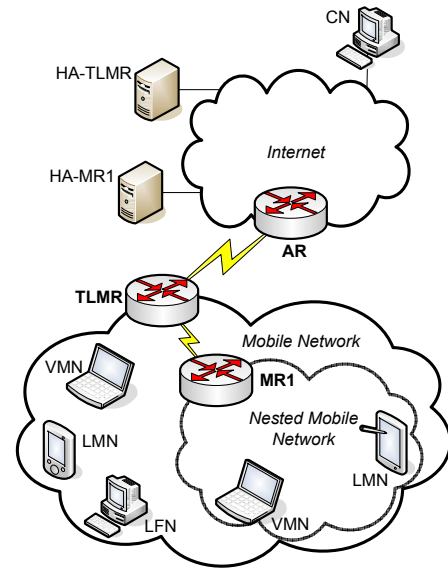 CN
HA-TLMR
Internet
HA-MR1
AR
TLMR
Mobile Network
VMN
MR1
Nested Mobile
Network
LMN
LMN
LFN
VMN